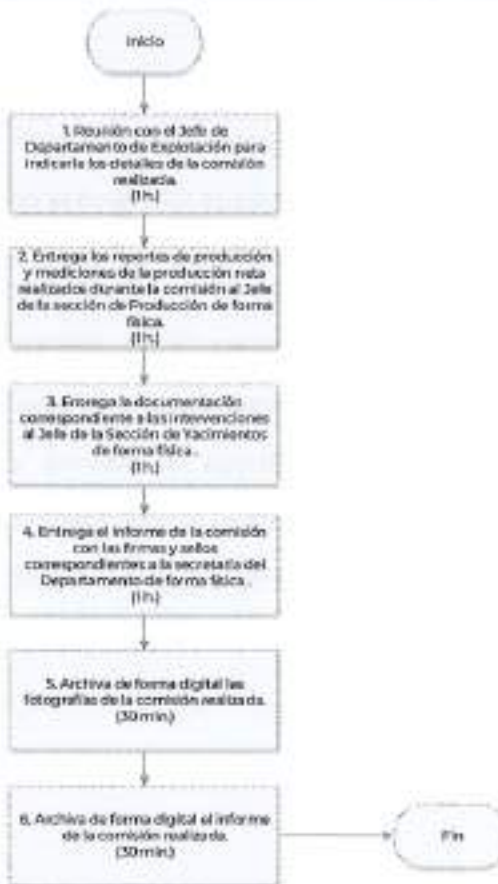 Inicio
1. Reunión con el Jefe de
Departamento de Explotación para
indicarle los detalles de la comisión
realizada.
(1h.)
2. Entrega los reportes de producción
y mediciones de la producción neta
realizados durante la comisión al Jefe
de la sección de Producción de forma
física.
(1h.)
3. Entrega la documentación
correspondiente a las intervenciones
al Jefe de la Sección de Yacimientos
de forma física.
(1h.)
4. Entrega el informe de la comisión
con las firmas y sellos
correspondientes a la secretaria del
Departamento de forma física.
(1h.)
5. Archiva de forma digital las
fotografías de la comisión realizada.
(30min.)
6. Archiva de forma digital el informe
de la comisión realizada.
(30min.)
Fin